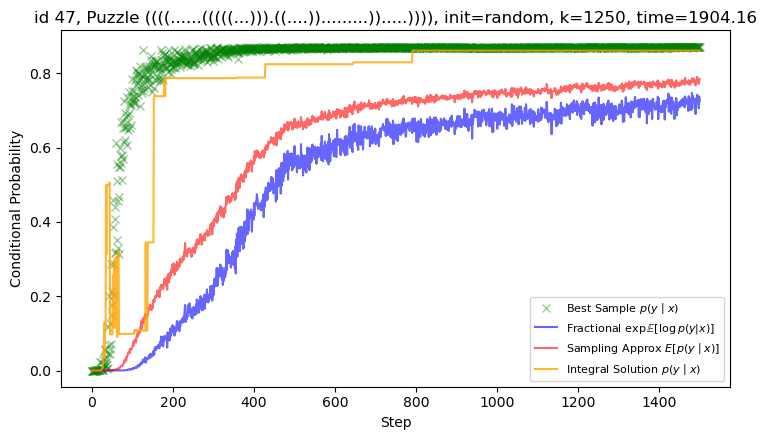 id 47, Puzzle ((((......(((((...))).((....)).........)).....)))), init=random, k=1250, time=1904.16
Conditional Probability
0.8
0.6
0.4
0.2
0.0
Best Sample p(y | x)
Fractional exp 𝔼[log p(y|x)]
Sampling Approx E[p(y | x)]
Integral Solution p(y | x)
0 200 400 600 800 1000 1200 1400
Step